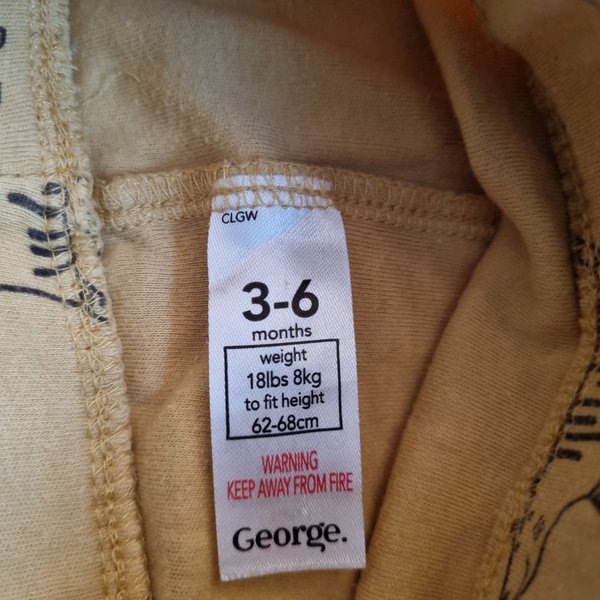 CLGW
3-6
months
weight
18lbs 8kg
to fit height
62-68cm
WARNING
KEEP AWAY FROM FIRE
George.